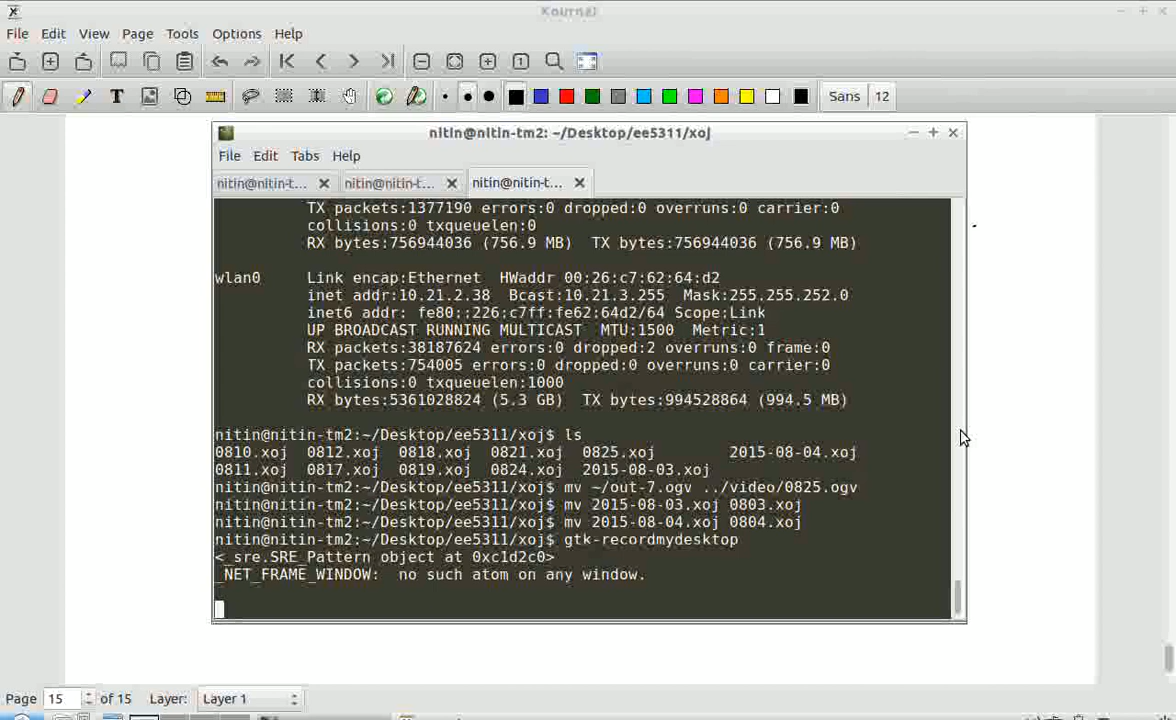 Xournal
File Edit View Page Tools Options Help
Sans 12
nitin@nitin-tm2: ~/Desktop/ee5311/xoj
File Edit Tabs Help
nitin@nitin-t... nitin@nitin-t... nitin@nitin-t...
TX packets:1377190 errors:0 dropped:0 overruns:0 carrier:0
collisions:0 txqueuelen:0
RX bytes:756944036 (756.9 MB)  TX bytes:756944036 (756.9 MB)
wlan0 Link encap:Ethernet  HWaddr 00:26:c7:62:64:d2
inet addr:10.21.2.38  Bcast:10.21.3.255  Mask:255.255.252.0
inet6 addr: fe80::226:c7ff:fe62:64d2/64 Scope:Link
UP BROADCAST RUNNING MULTICAST  MTU:1500  Metric:1
RX packets:38187624 errors:0 dropped:2 overruns:0 frame:0
TX packets:754005 errors:0 dropped:0 overruns:0 carrier:0
collisions:0 txqueuelen:1000
RX bytes:5361028824 (5.3 GB)  TX bytes:994528864 (994.5 MB)
nitin@nitin-tm2:~/Desktop/ee5311/xoj$ ls
0810.xoj  0812.xoj  0818.xoj  0821.xoj  0825.xoj  2015-08-04.xoj
0811.xoj  0817.xoj  0819.xoj  0824.xoj  2015-08-03.xoj
nitin@nitin-tm2:~/Desktop/ee5311/xoj$ mv ~/out-7.ogv ../video/0825.ogv
nitin@nitin-tm2:~/Desktop/ee5311/xoj$ mv 2015-08-03.xoj 0803.xoj
nitin@nitin-tm2:~/Desktop/ee5311/xoj$ mv 2015-08-04.xoj 0804.xoj
nitin@nitin-tm2:~/Desktop/ee5311/xoj$ gtk-recordmydesktop
<_sre.SRE_Pattern object at 0xc1d2c0>
_NET_FRAME_WINDOW:  no such atom on any window.
Page 15 of 15 Layer: Layer 1